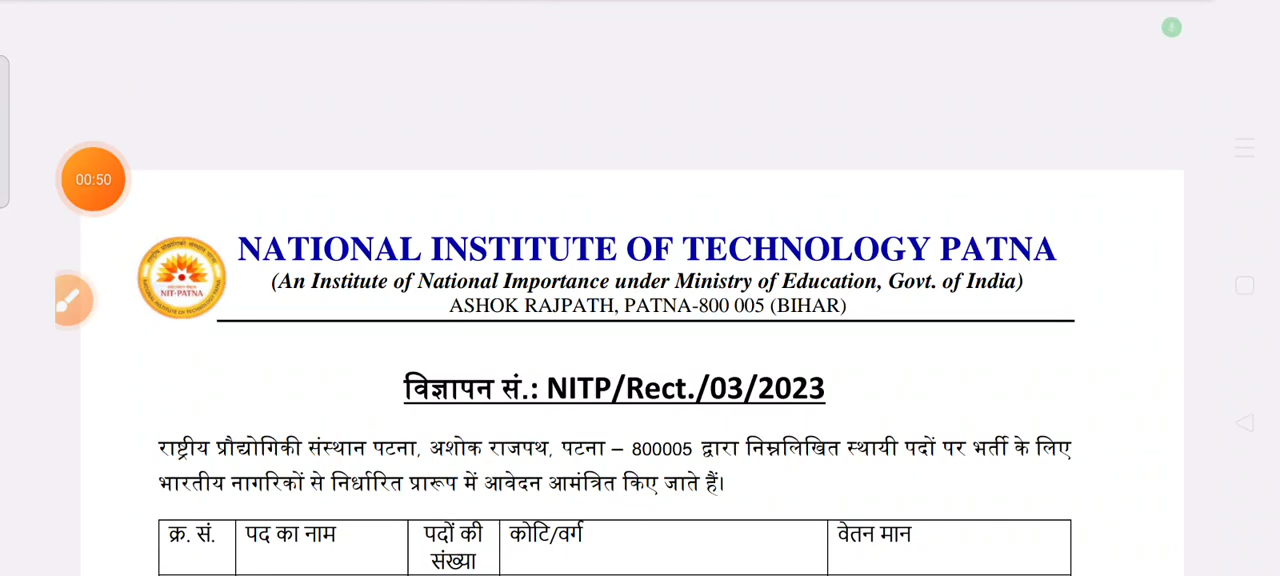 00:50
NATIONAL INSTITUTE OF TECHNOLOGY PATNA
(An Institute of National Importance under Ministry of Education, Govt. of India)
ASHOK RAJPATH, PATNA-800 005 (BIHAR)
NIT-PATNA
विज्ञापन सं.: NITP/Rect./03/2023
राष्ट्रीय प्रौद्योगिकी संस्थान पटना, अशोक राजपथ, पटना – 800005 द्वारा निम्नलिखित स्थायी पदों पर भर्ती के लिए
भारतीय नागरिकों से निर्धारित प्रारूप में आवेदन आमंत्रित किए जाते हैं।
क्र. सं. पद का नाम पदों की कोटि/वर्ग वेतन मान
संख्या